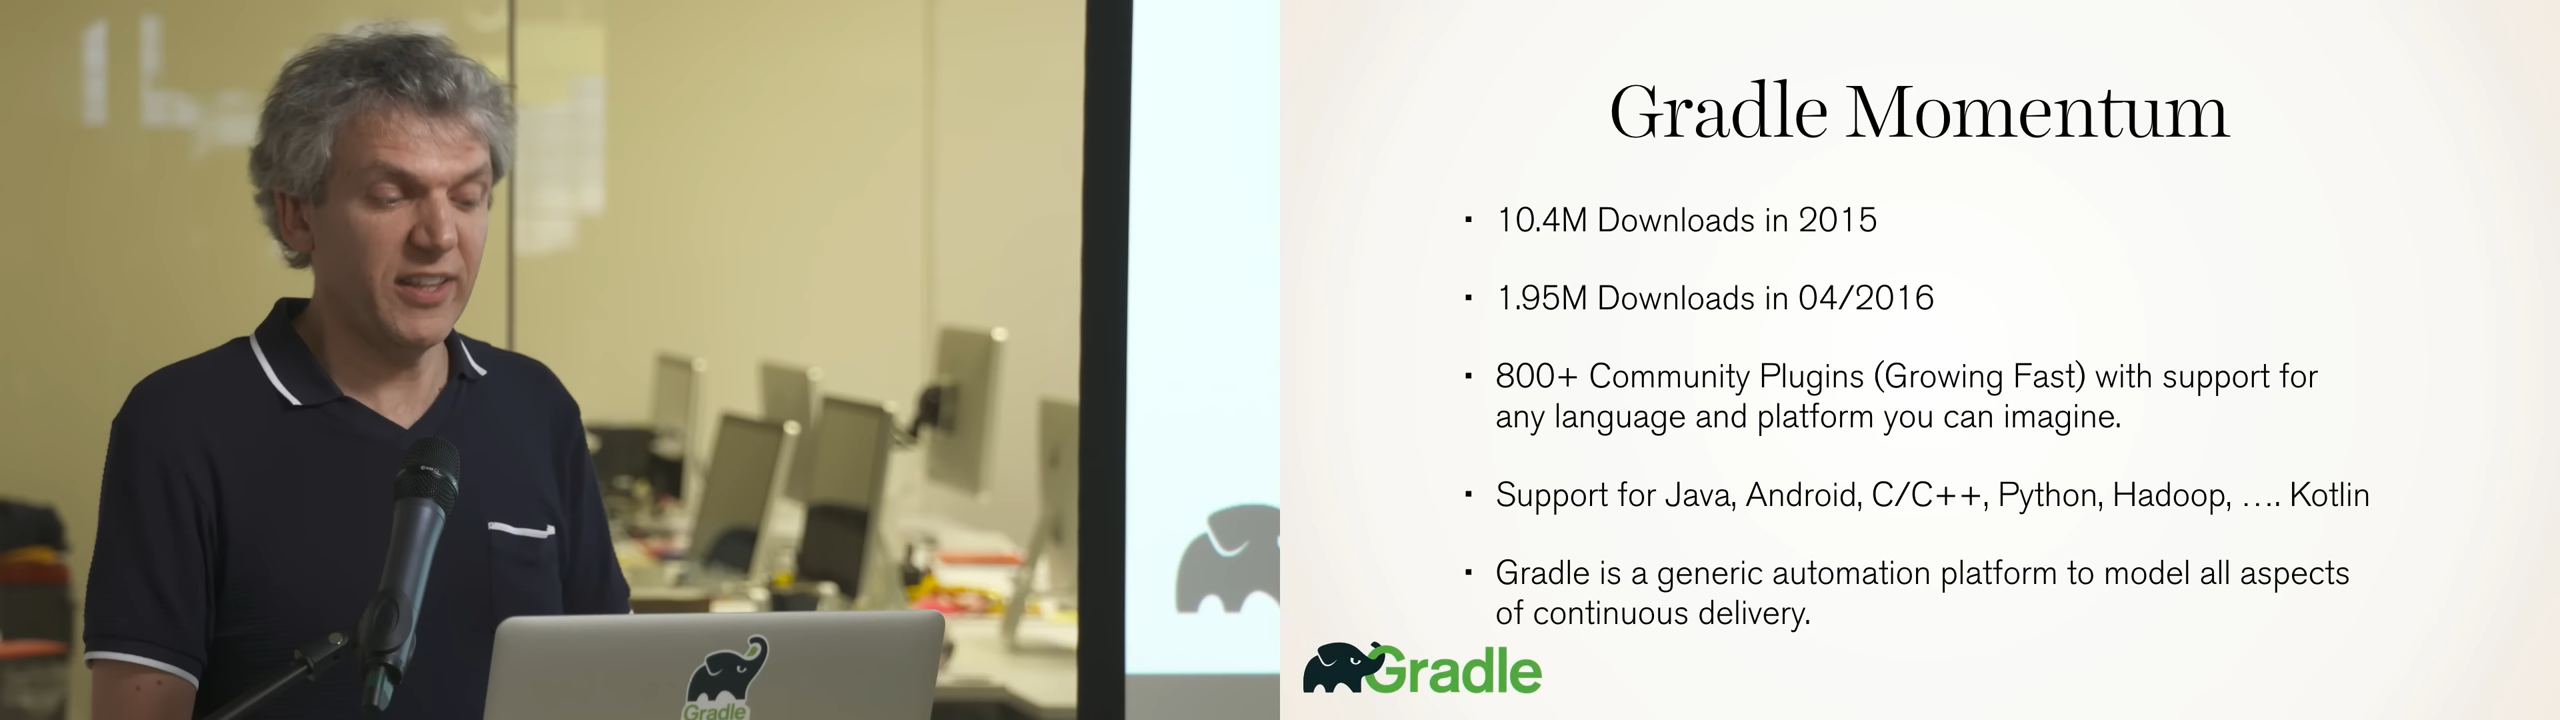 Gradle Momentum
▪ 10.4M Downloads in 2015
▪ 1.95M Downloads in 04/2016
▪ 800+ Community Plugins (Growing Fast) with support for
any language and platform you can imagine.
▪ Support for Java, Android, C/C++, Python, Hadoop, …. Kotlin
▪ Gradle is a generic automation platform to model all aspects
of continuous delivery.
Gradle
Gradle